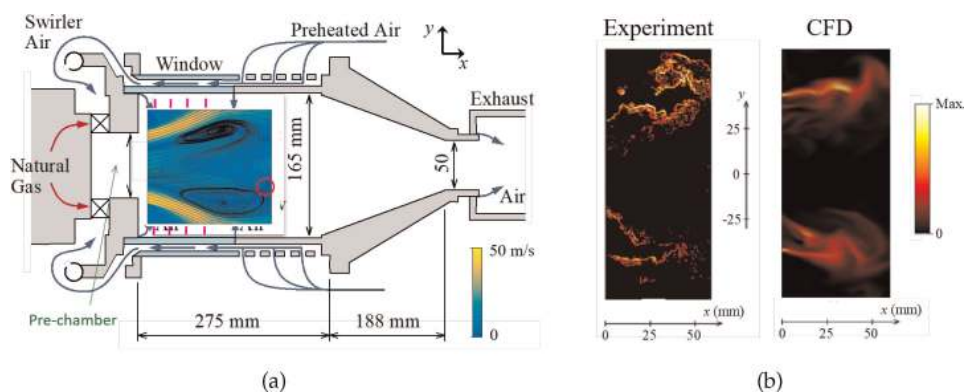 Swirler
Air
Preheated Air
y
x
Window
Exhaust
Natural
Gas
165 mm
50
Air
50 m/s
0
Pre-chamber
275 mm
188 mm
(a)
Experiment
CFD
y
25
0
-25
Max.
0
x (mm)
0
25
50
x (mm)
0
25
50
(b)